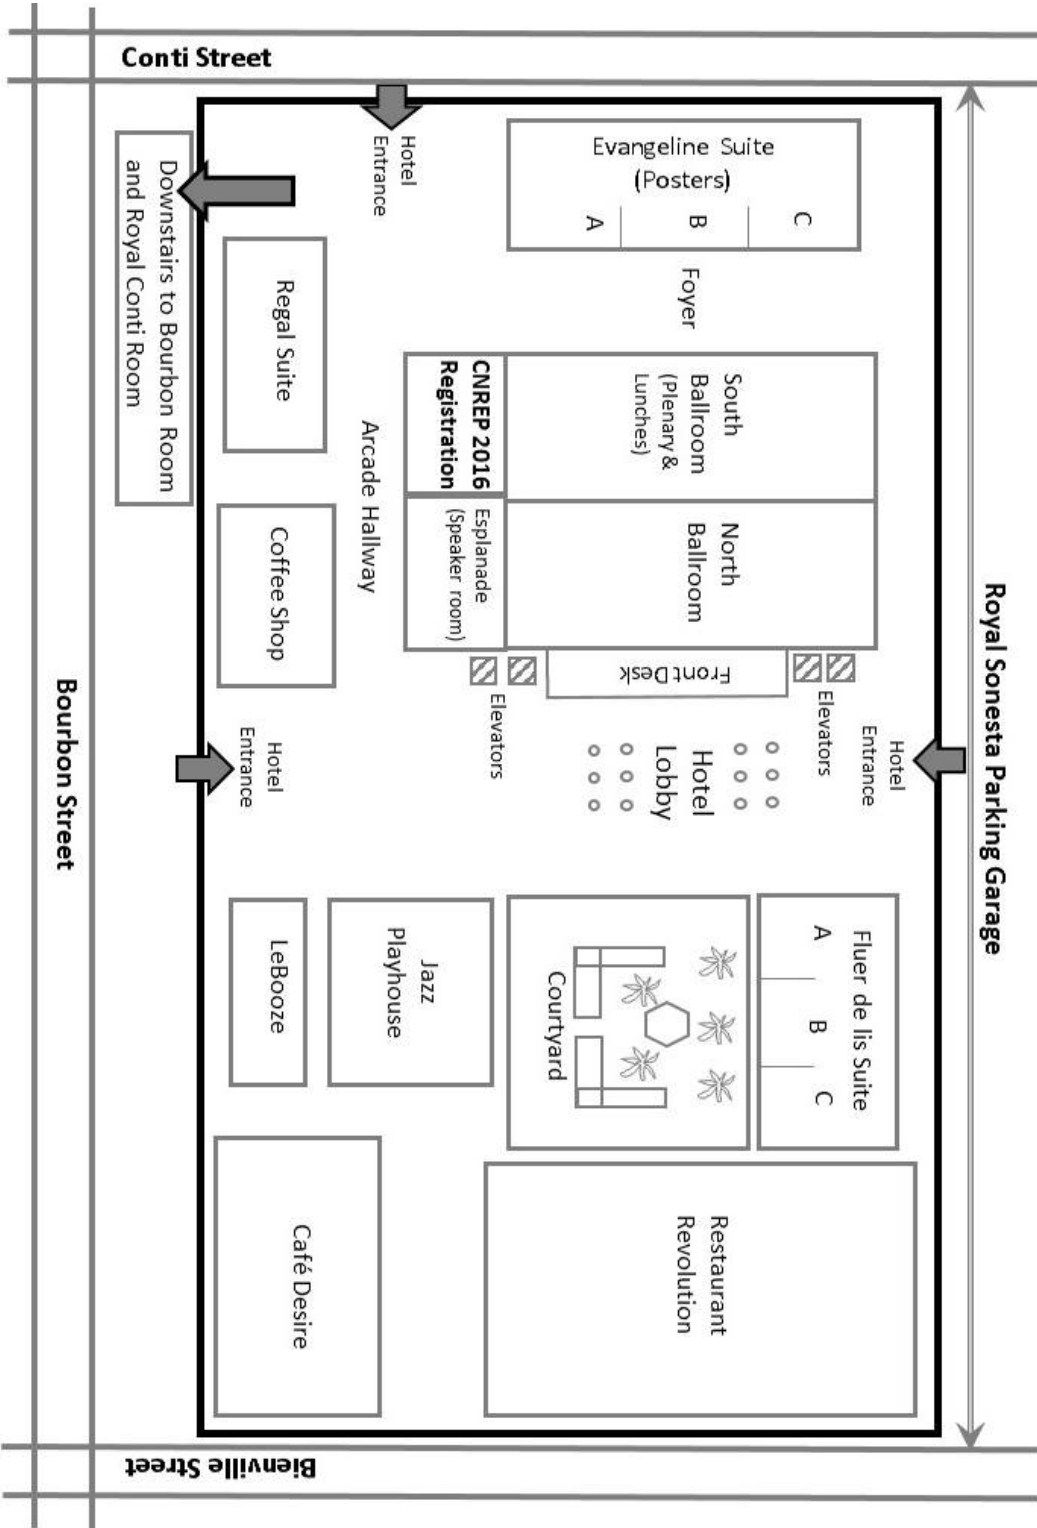 Conti Street
Hotel
Entrance
Evangeline Suite
(Posters)
A
B
C
Downstairs to Bourbon Room
and Royal Conti Room
Regal Suite
Foyer
CNREP 2016
Registration
South
Ballroom
(Plenary &
Lunches)
Arcade Hallway
Esplanade
(Speaker room)
North
Ballroom
Coffee Shop
Front Desk
Elevators
Elevators
Hotel
Lobby
Hotel
Entrance
Hotel
Entrance
Royal Sonesta Parking Garage
Bourbon Street
LeBooze
Jazz
Playhouse
Courtyard
Fluer de lis Suite
A
B
C
Café Desire
Restaurant
Revolution
Bienville Street